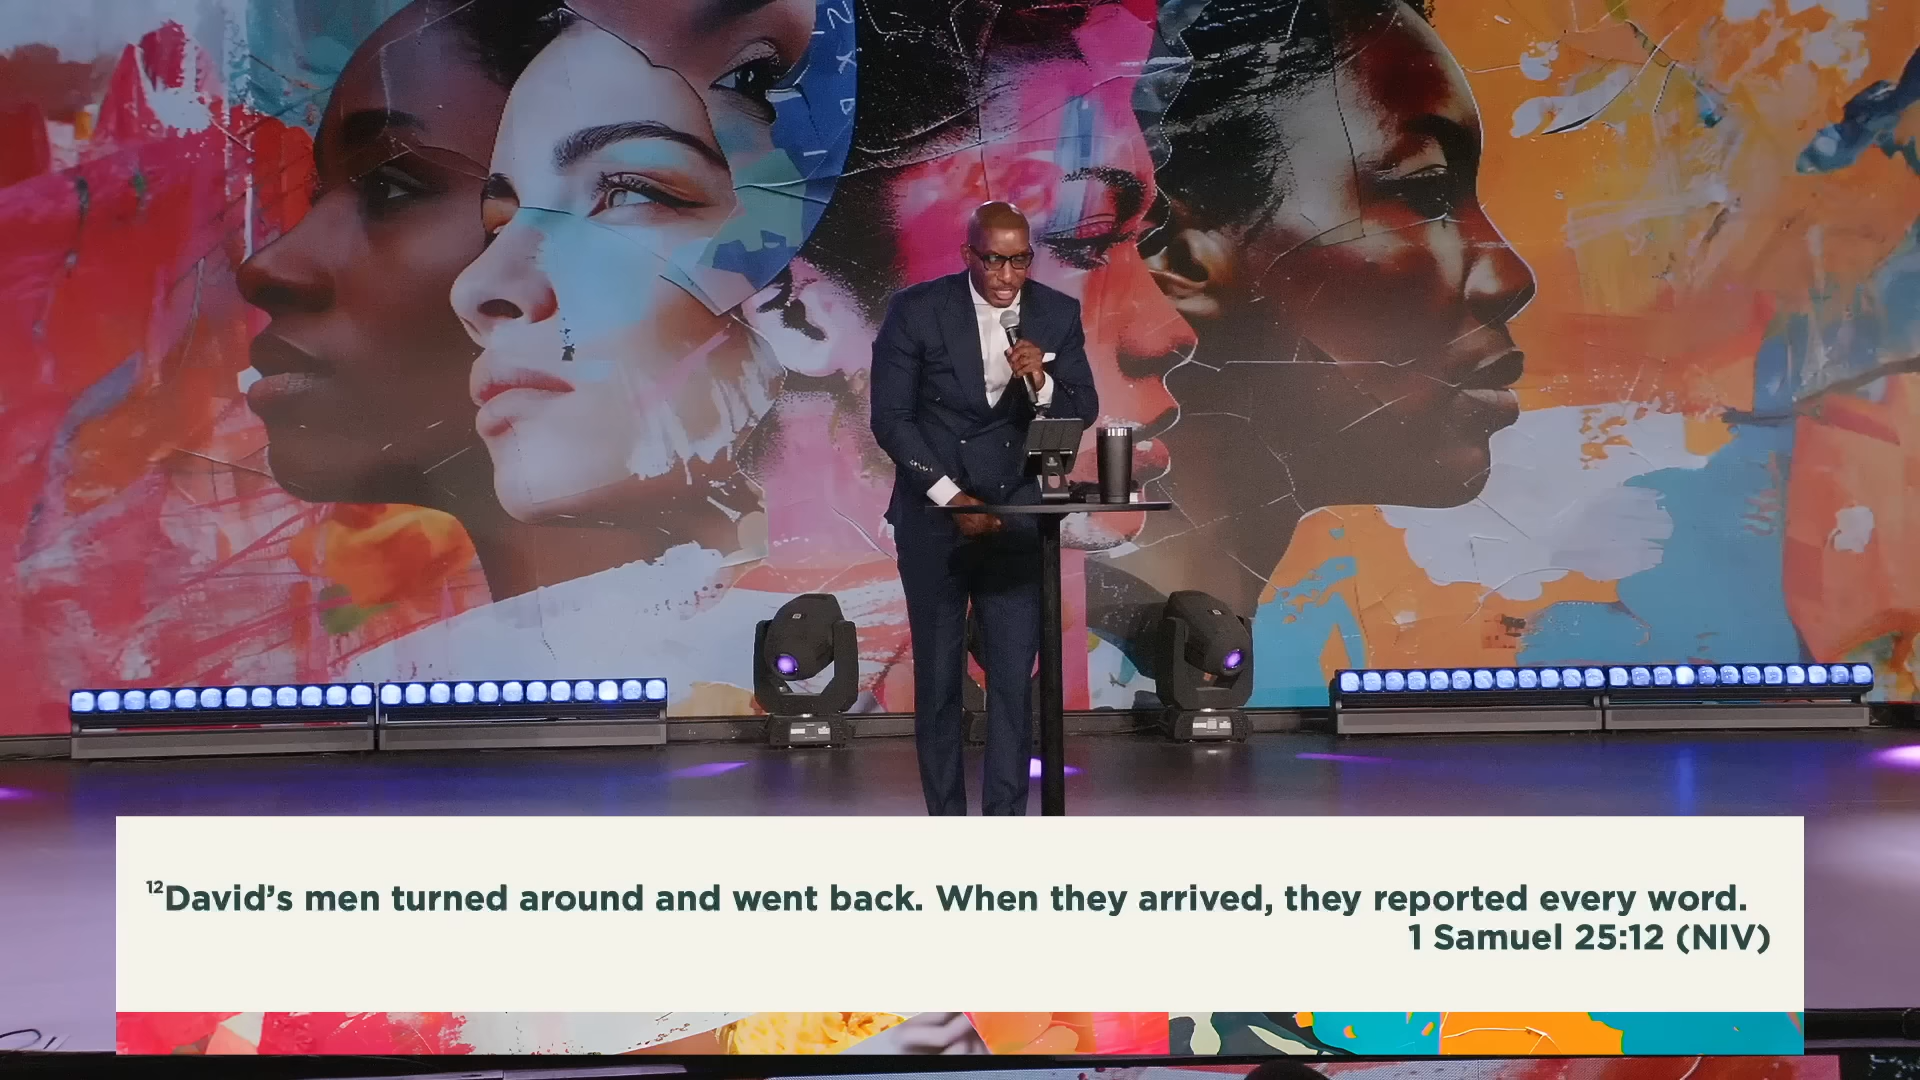 12David’s men turned around and went back. When they arrived, they reported every word.
1 Samuel 25:12 (NIV)